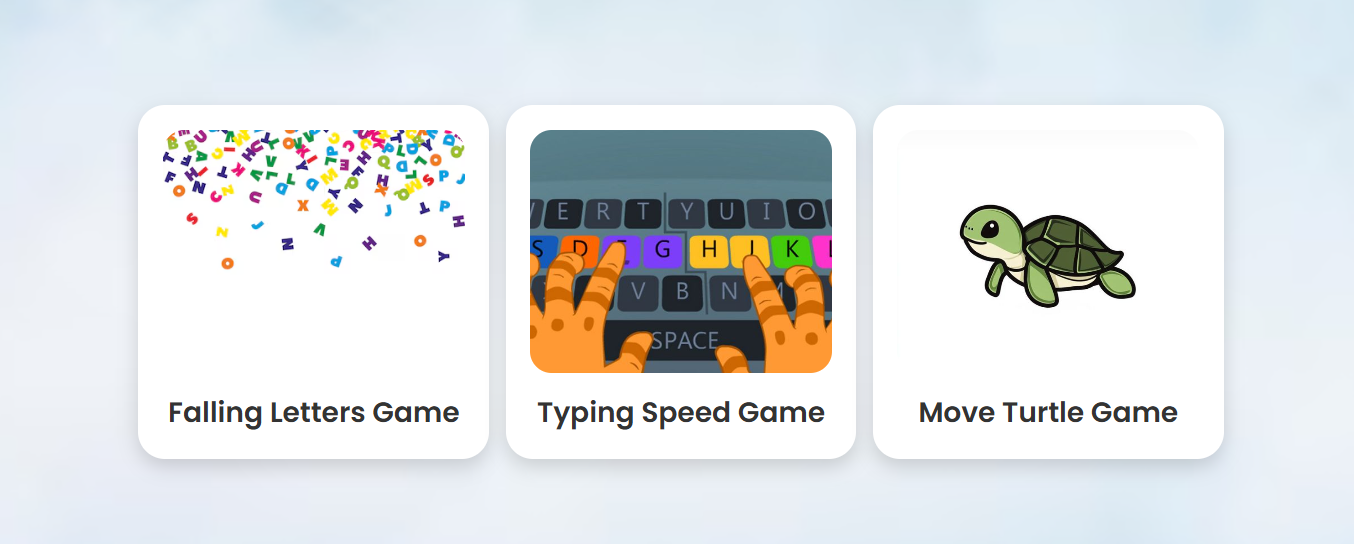 E R T Y U I O
S D G H J K L
V B N M
SPACE
Falling Letters Game
Typing Speed Game
Move Turtle Game